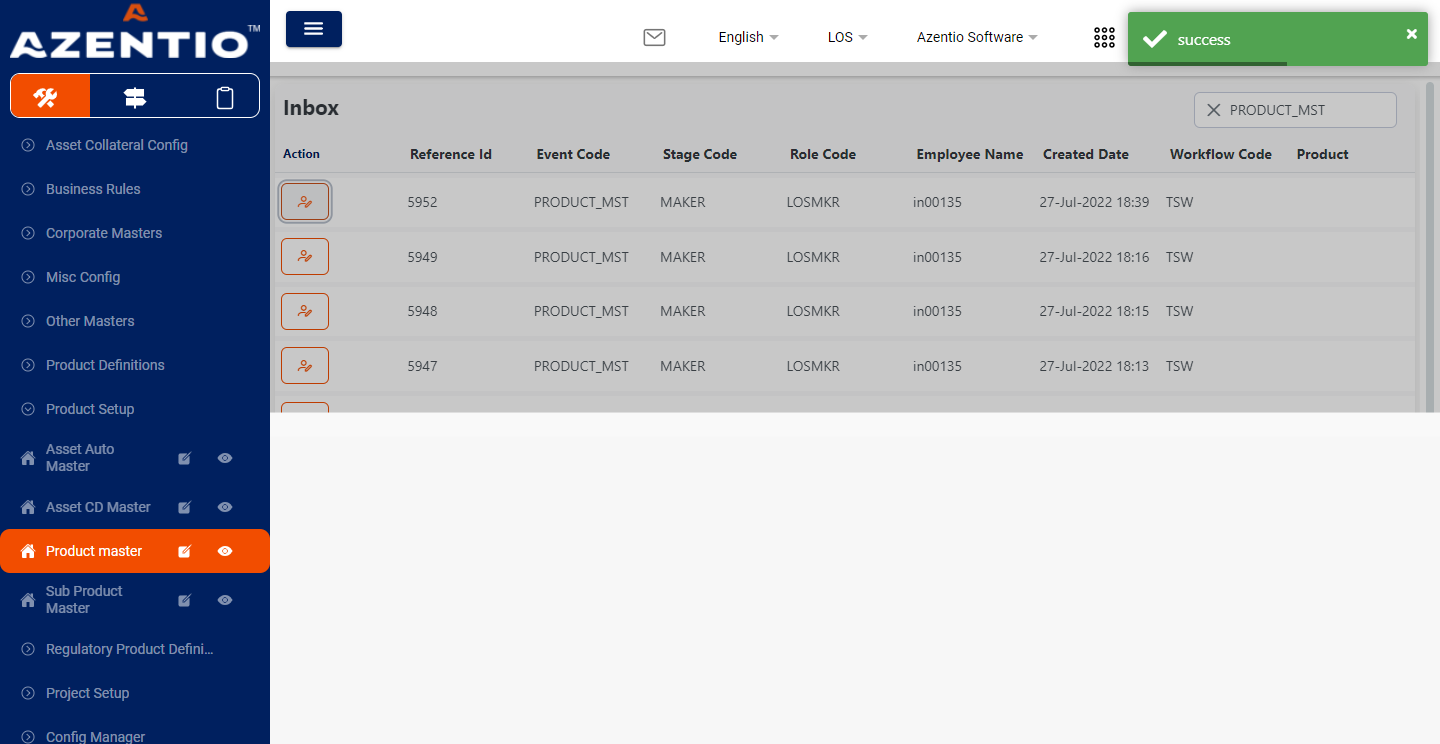 AZENTIO™
English
LOS
Azentio Software
success
Asset Collateral Config
Business Rules
Corporate Masters
Misc Config
Other Masters
Product Definitions
Product Setup
Asset Auto
Master
Asset CD Master
Product master
Sub Product
Master
Regulatory Product Defini...
Project Setup
Config Manager
Inbox
PRODUCT_MST
Action Reference Id Event Code Stage Code Role Code Employee Name Created Date Workflow Code Product
5952 PRODUCT_MST MAKER LOSMKR in00135 27-Jul-2022 18:39 TSW
5949 PRODUCT_MST MAKER LOSMKR in00135 27-Jul-2022 18:16 TSW
5948 PRODUCT_MST MAKER LOSMKR in00135 27-Jul-2022 18:15 TSW
5947 PRODUCT_MST MAKER LOSMKR in00135 27-Jul-2022 18:13 TSW